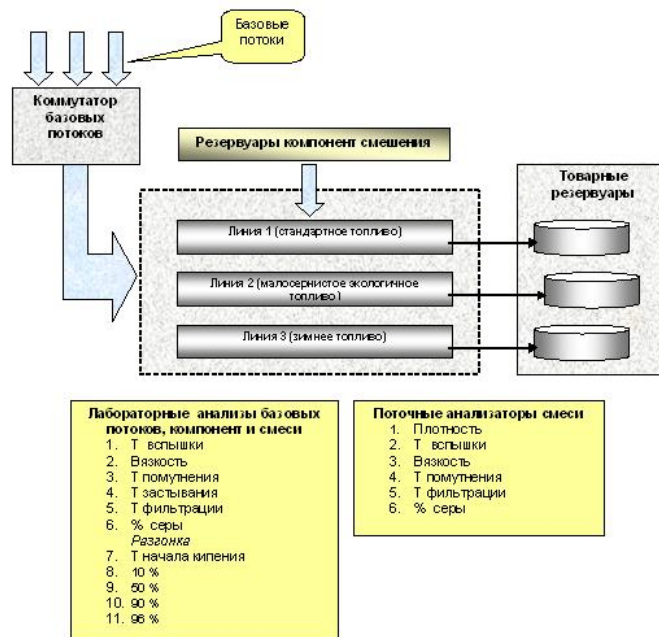 Базовые
потоки
Коммутатор
базовых
потоков
Резервуары компонент смешения
Товарные
резервуары
Линия 1 (стандартное топливо)
Линия 2 (малосернистое экологичное
топливо)
Линия 3 (зимнее топливо)
Лабораторные анализы базовых
потоков, компонент и смеси
1. Т вспышки
2. Вязкость
3. Т помутнения
4. Т застывания
5. Т фильтрации
6. % серы
Разгонка
7. Т начала кипения
8. 10 %
9. 50 %
10. 90 %
11. 96 %
Поточные анализаторы смеси
1. Плотность
2. Т вспышки
3. Вязкость
4. Т помутнения
5. Т фильтрации
6. % серы